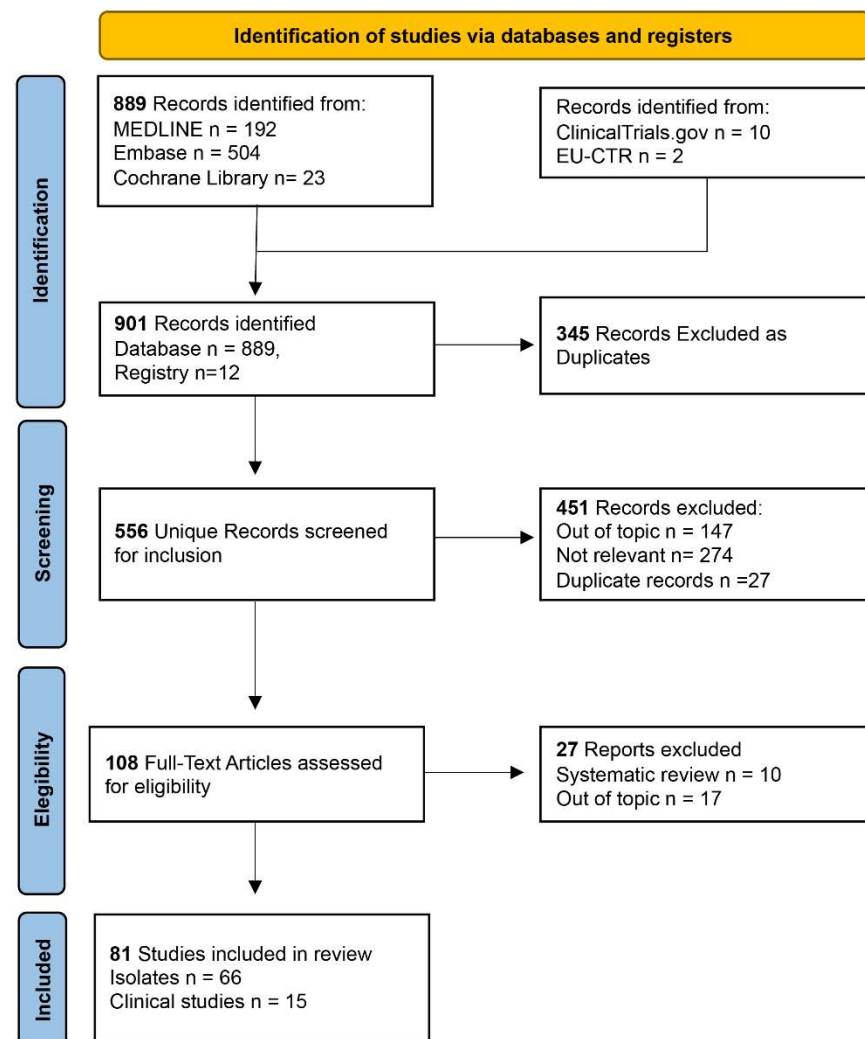 Identification of studies via databases and registers
Identification
889 Records identified from:
MEDLINE n = 192
Embase n = 504
Cochrane Library n= 23
Records identified from:
ClinicalTrials.gov n = 10
EU-CTR n = 2
901 Records identified
Database n = 889,
Registry n=12
345 Records Excluded as
Duplicates
Screening
556 Unique Records screened
for inclusion
451 Records excluded:
Out of topic n = 147
Not relevant n= 274
Duplicate records n =27
Elegibility
108 Full-Text Articles assessed
for eligibility
27 Reports excluded
Systematic review n = 10
Out of topic n = 17
Included
81 Studies included in review
Isolates n = 66
Clinical studies n = 15